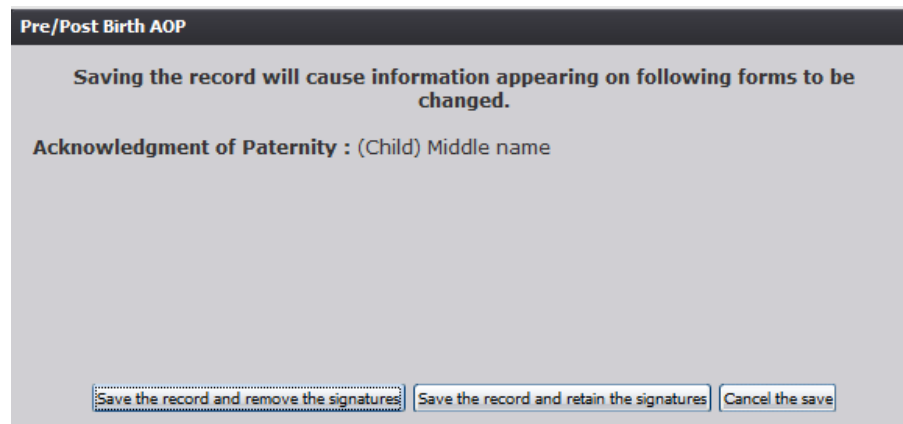 Pre/Post Birth AOP
Saving the record will cause information appearing on following forms to be
changed.
Acknowledgment of Paternity : (Child) Middle name
Save the record and remove the signatures Save the record and retain the signatures Cancel the save